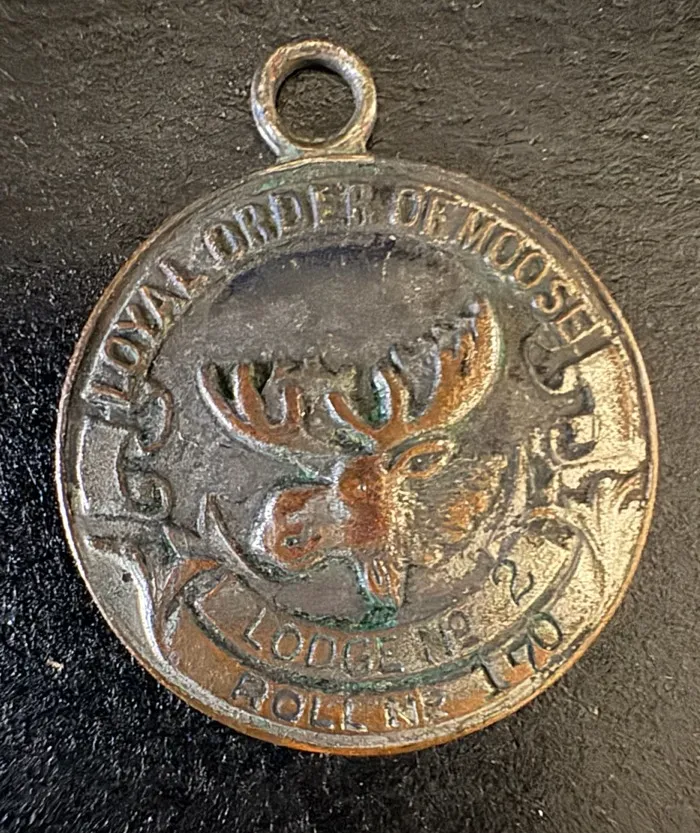 LOYAL ORDER OF MOOSE
LODGE Nº 2
ROLL Nº 170